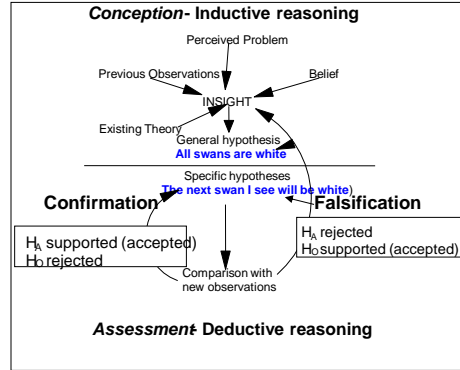 Conception- Inductive reasoning
Perceived Problem
Previous Observations
Belief
INSIGHT
Existing Theory
General hypothesis
All swans are white
Specific hypotheses
The next swan I see will be white)
Confirmation
Falsification
HA supported (accepted)
HO rejected
HA rejected
HO supported (accepted)
Comparison with
new observations
Assessment- Deductive reasoning